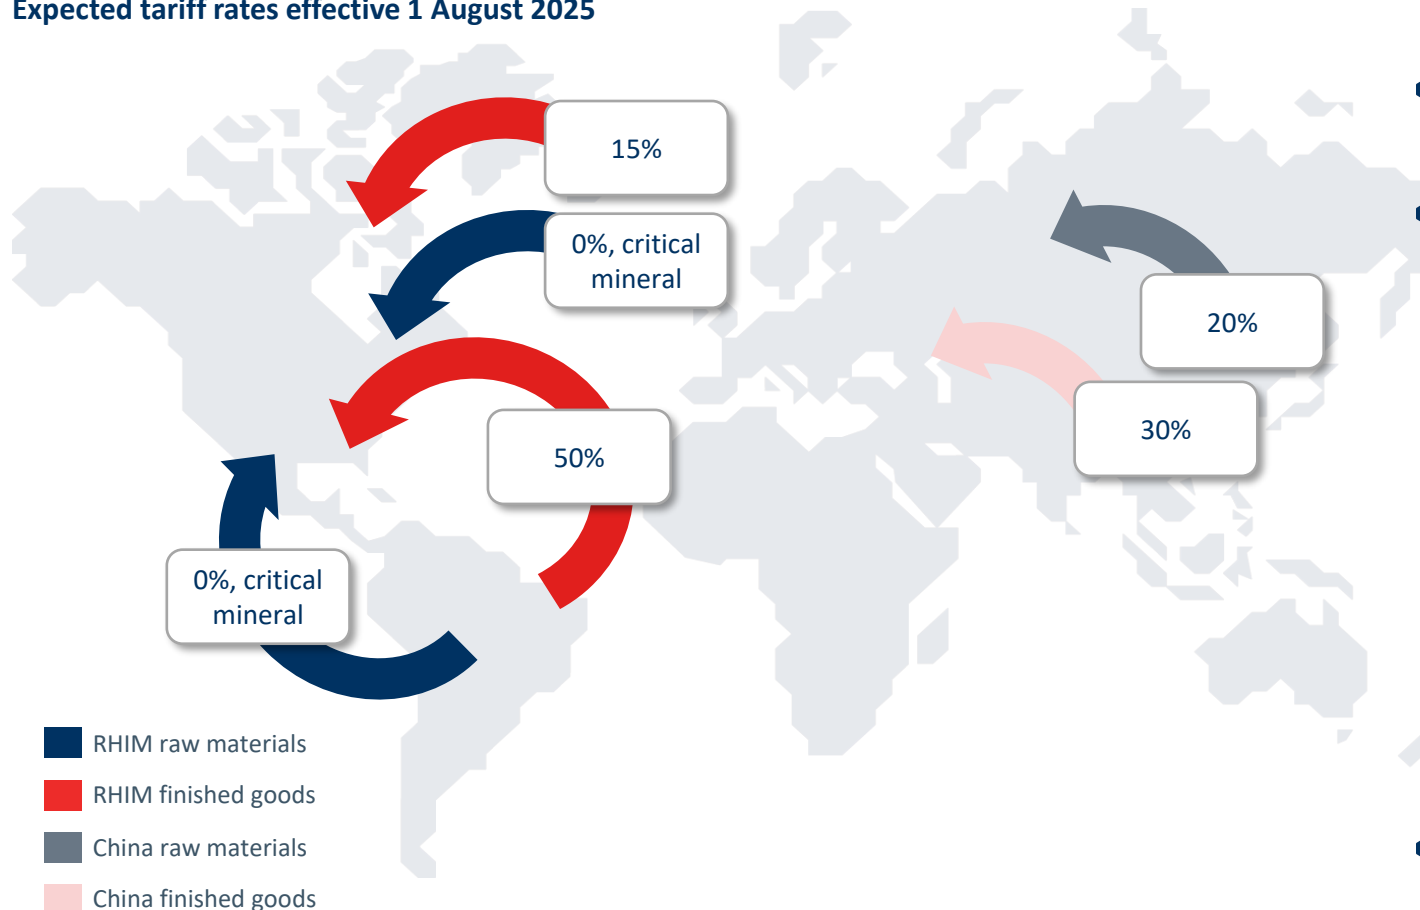 Expected tariff rates effective 1 August 2025
15%
0%, critical
mineral
20%
30%
50%
0%, critical
mineral
RHIM raw materials
RHIM finished goods
China raw materials
China finished goods